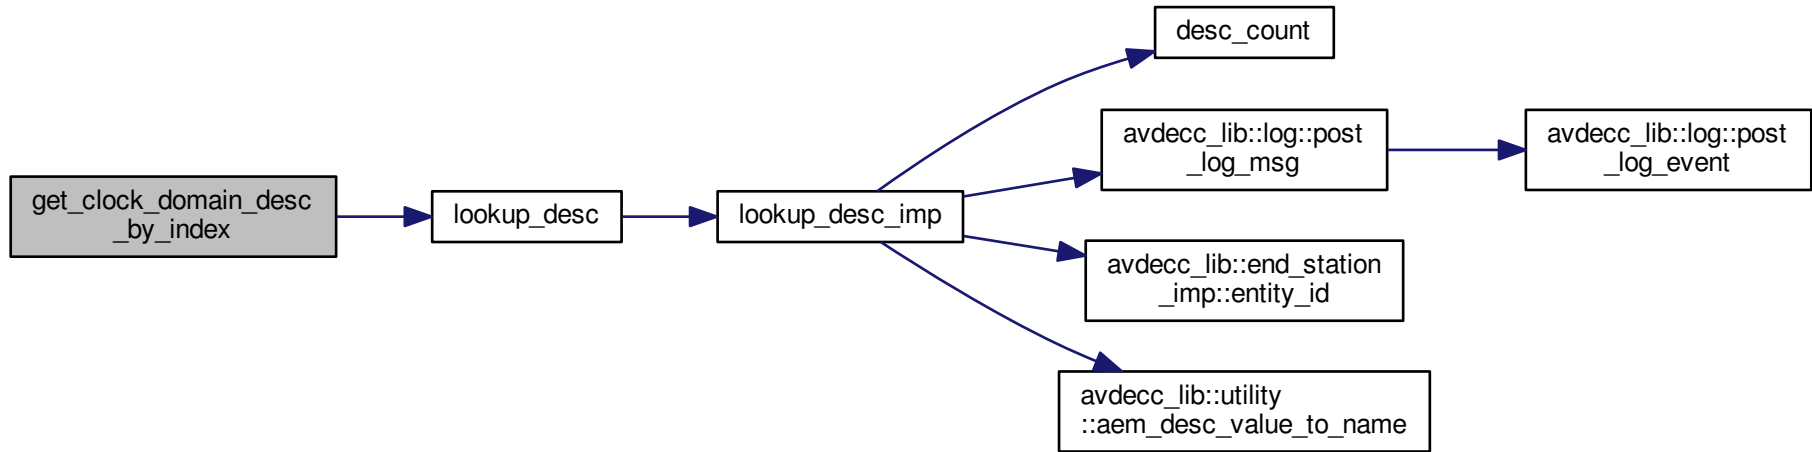 get_clock_domain_desc
_by_index
lookup_desc
lookup_desc_imp
desc_count
avdecc_lib::log::post
_log_msg
avdecc_lib::log::post
_log_event
avdecc_lib::end_station
_imp::entity_id
avdecc_lib::utility
::aem_desc_value_to_name